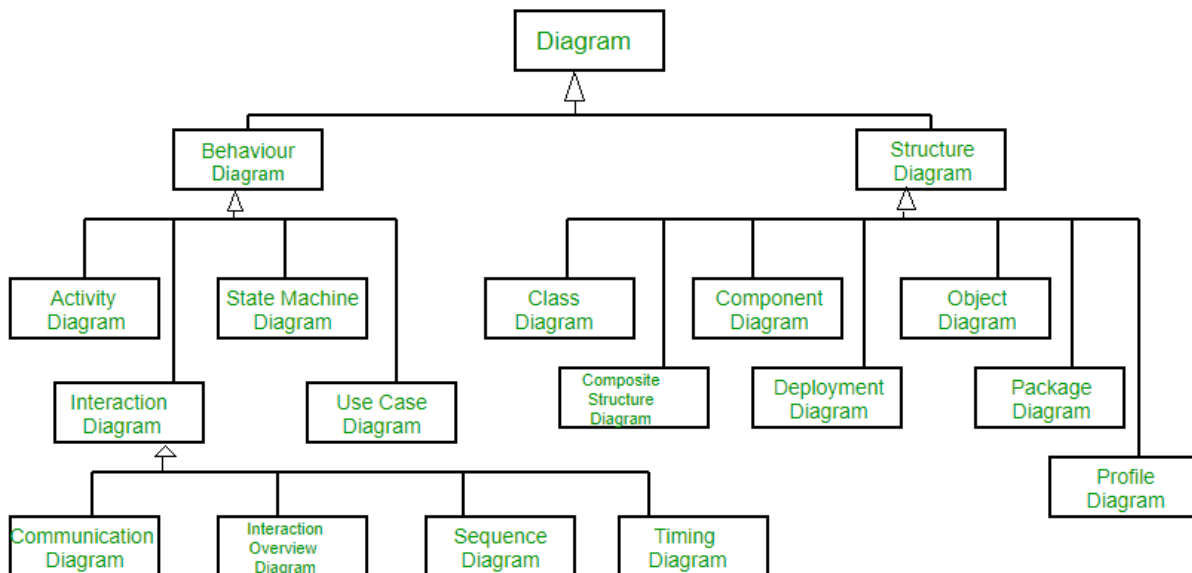 Diagram
Behaviour
Diagram
Structure
Diagram
Activity
Diagram
State Machine
Diagram
Class
Diagram
Component
Diagram
Object
Diagram
Interaction
Diagram
Use Case
Diagram
Composite
Structure
Diagram
Deployment
Diagram
Package
Diagram
Profile
Diagram
Communication
Diagram
Interaction
Overview
Diagram
Sequence
Diagram
Timing
Diagram